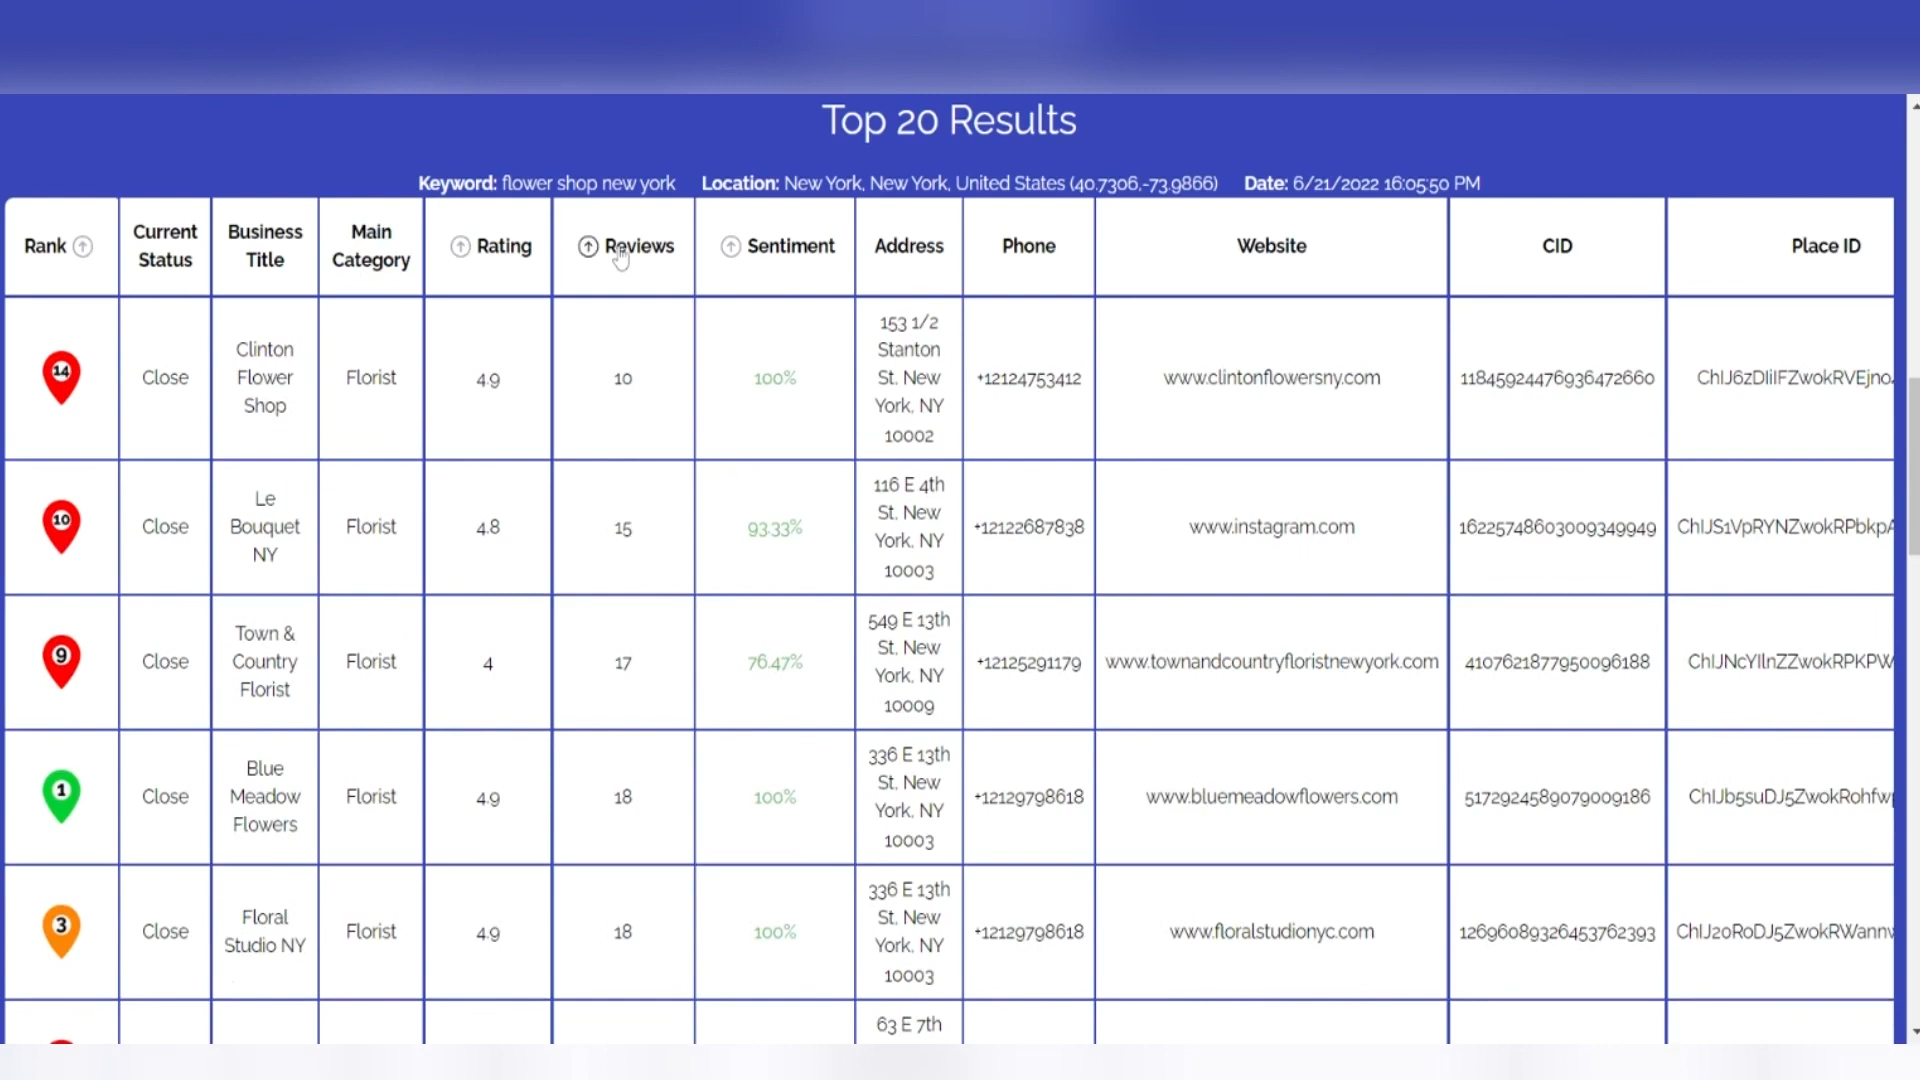 Top 20 Results
Keyword: flower shop new york Location: New York, New York, United States (40.7306,-73.9866) Date: 6/21/2022 16:05:50 PM
Rank
Current
Status
Business
Title
Main
Category
Rating
Reviews
Sentiment
Address
Phone
Website
CID
Place ID
14
Close
Clinton
Flower
Shop
Florist
4.9
10
100%
153 1/2
Stanton
St, New
York, NY
10002
+12124753412
www.clintonflowersny.com
11845924476936472660
ChIJ6zDIiIFZwokRVEjno
10
Close
Le
Bouquet
NY
Florist
4.8
15
93.33%
116 E 4th
St, New
York, NY
10003
+12122687838
www.instagram.com
16225748603009349949
ChIJS1VpRYNZwokRPbkpA
9
Close
Town &
Country
Florist
Florist
4
17
76.47%
549 E 13th
St, New
York, NY
10009
+12125291179
www.townandcountryfloristnewyork.com
4107621877950096188
ChIJNcYIlnZZwokRPKPW
1
Close
Blue
Meadow
Flowers
Florist
4.9
18
100%
336 E 13th
St, New
York, NY
10003
+12129798618
www.bluemeadowflowers.com
5172924589079009186
ChIJb5suDJ5ZwokRohfw
3
Close
Floral
Studio NY
Florist
4.9
18
100%
336 E 13th
St, New
York, NY
10003
+12129798618
www.floralstudionyc.com
12696089326453762393
ChIJ20RoDJ5ZwokRWann
63 E 7th